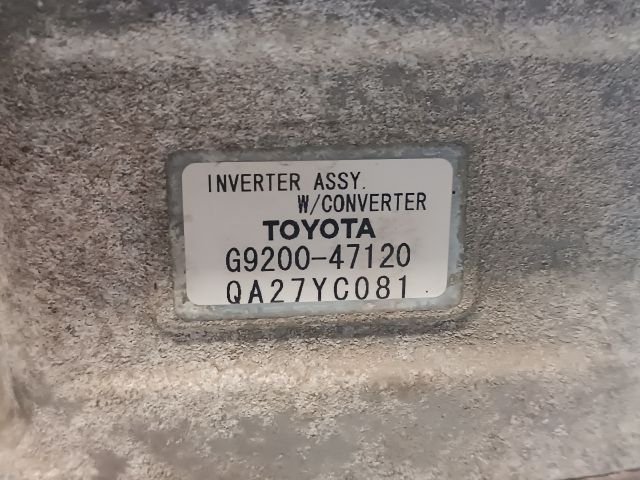 INVERTER ASSY.
W/CONVERTER
TOYOTA
G9200-47120
QA27YC081